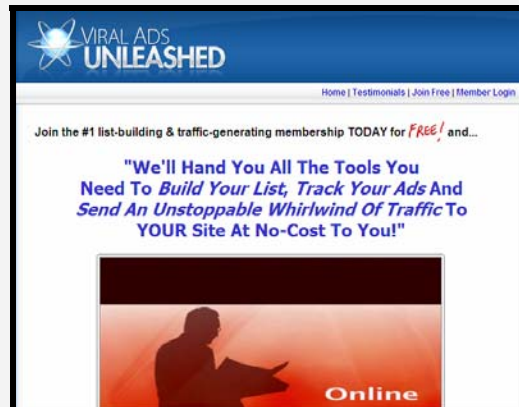 VIRAL ADS
UNLEASHED
Home | Testimonials | Join Free | Member Login
Join the #1 list-building & traffic-generating membership TODAY for FREE! and...
"We'll Hand You All The Tools You
Need To Build Your List, Track Your Ads And
Send An Unstoppable Whirlwind Of Traffic To
YOUR Site At No-Cost To You!"
Online